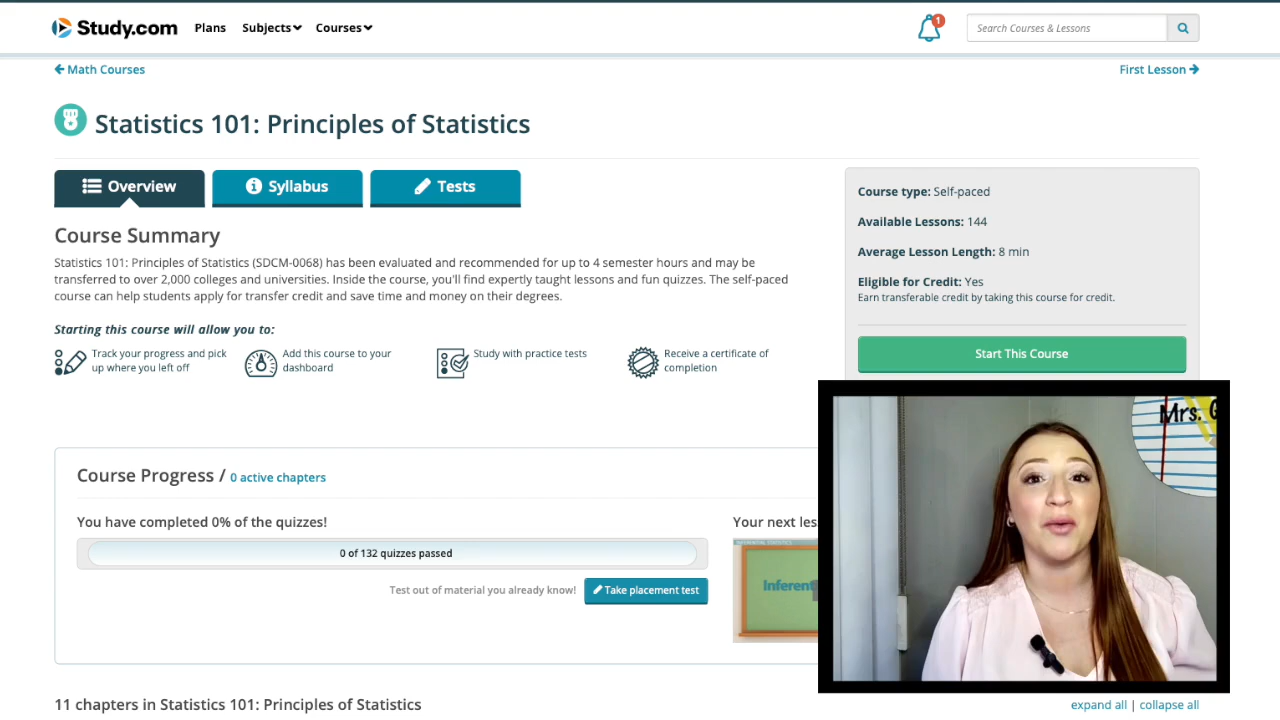 Study.com
Plans
Subjects
Courses
1
Search Courses & Lessons
Math Courses
First Lesson
Statistics 101: Principles of Statistics
Overview
Syllabus
Tests
Course Summary
Statistics 101: Principles of Statistics (SDCM-0068) has been evaluated and recommended for up to 4 semester hours and may be
transferred to over 2,000 colleges and universities. Inside the course, you'll find expertly taught lessons and fun quizzes. The self-paced
course can help students apply for transfer credit and save time and money on their degrees.
Starting this course will allow you to:
Track your progress and pick
up where you left off
Add this course to your
dashboard
Study with practice tests
Receive a certificate of
completion
Course type: Self-paced
Available Lessons: 144
Average Lesson Length: 8 min
Eligible for Credit: Yes
Earn transferable credit by taking this course for credit.
Start This Course
Mrs. G
Course Progress / 0 active chapters
You have completed 0% of the quizzes!
0 of 132 quizzes passed
Test out of material you already know!
Take placement test
Your next les
Inferent
11 chapters in Statistics 101: Principles of Statistics
expand all | collapse all